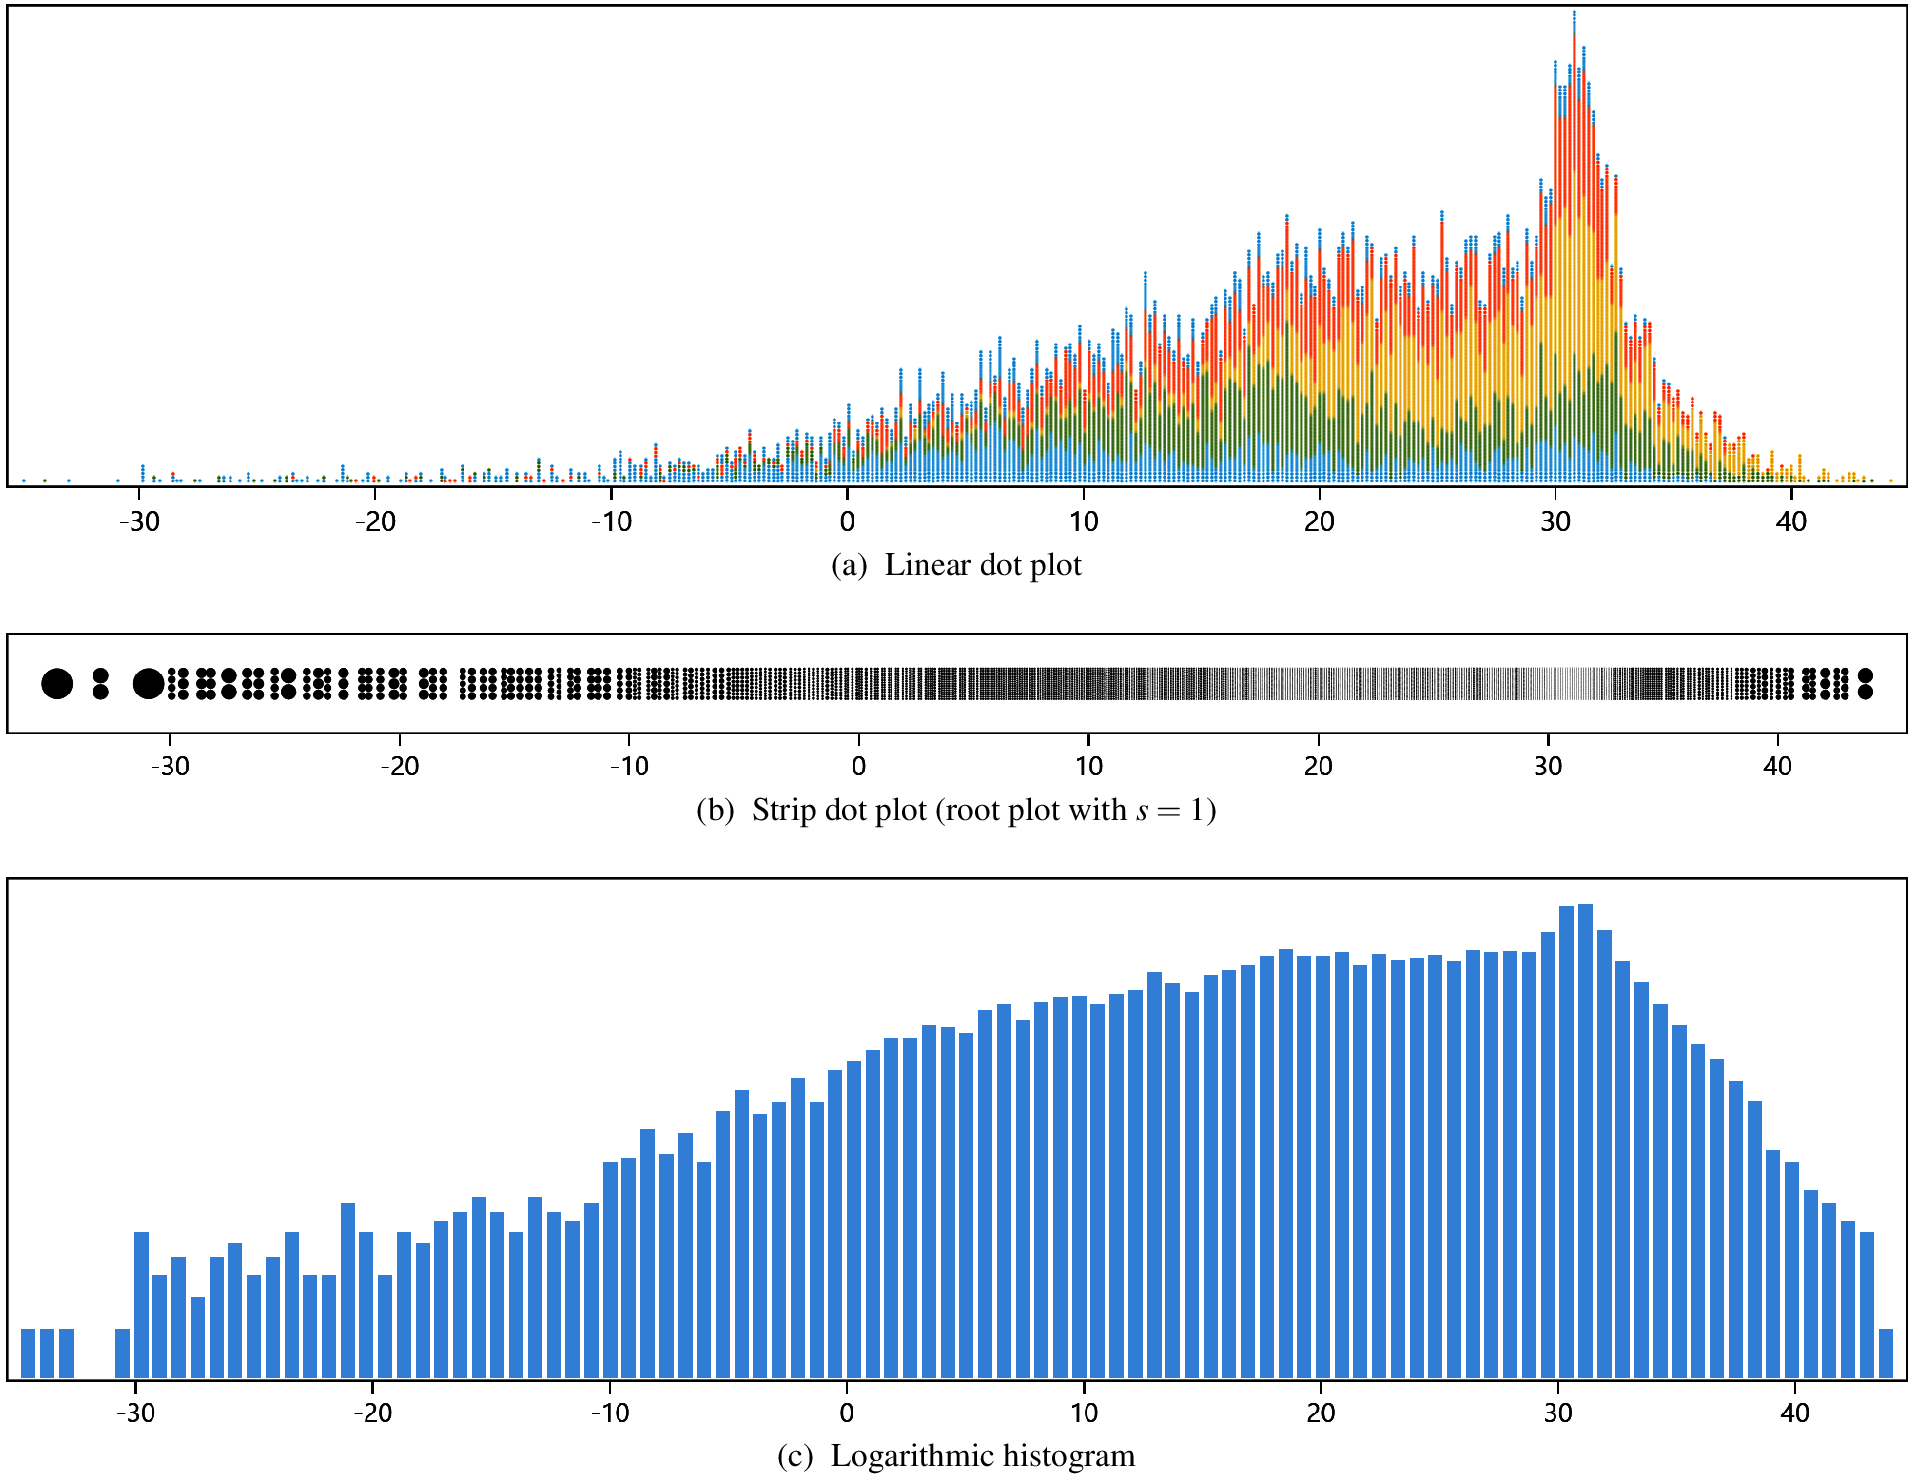 -30 -20 -10 0 10 20 30 40
(a) Linear dot plot
-30 -20 -10 0 10 20 30 40
(b) Strip dot plot (root plot with s = 1)
-30 -20 -10 0 10 20 30 40
(c) Logarithmic histogram